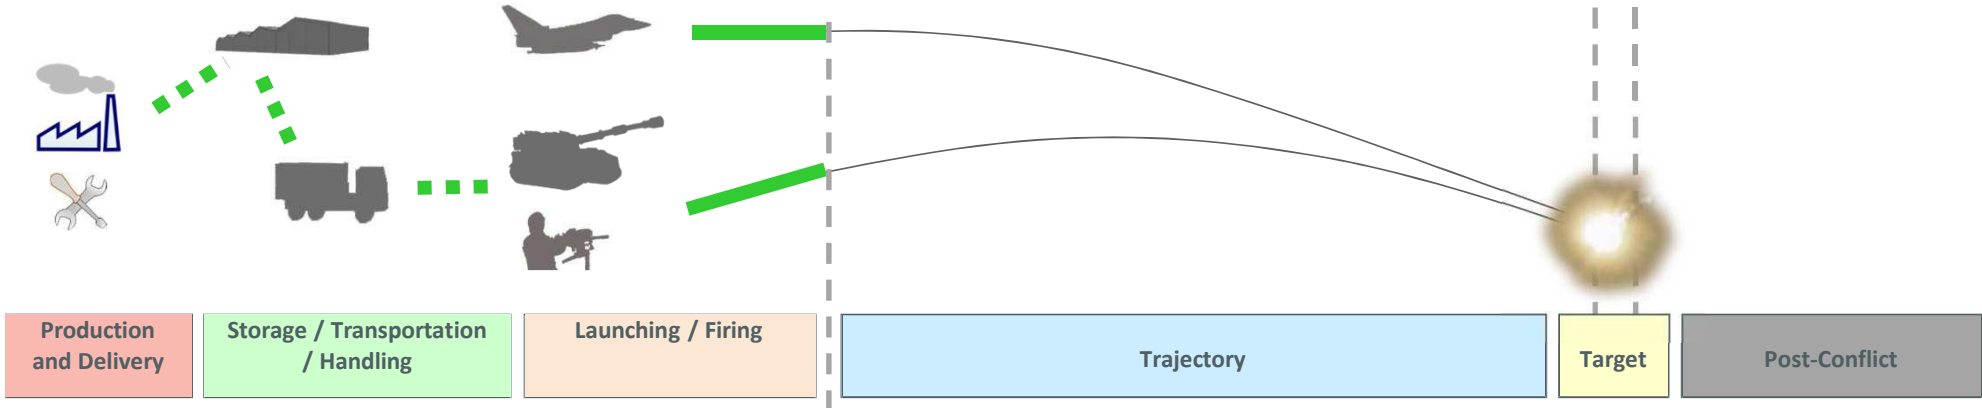 Production
and Delivery
Storage / Transportation
/ Handling
Launching / Firing
Trajectory
Target
Post-Conflict